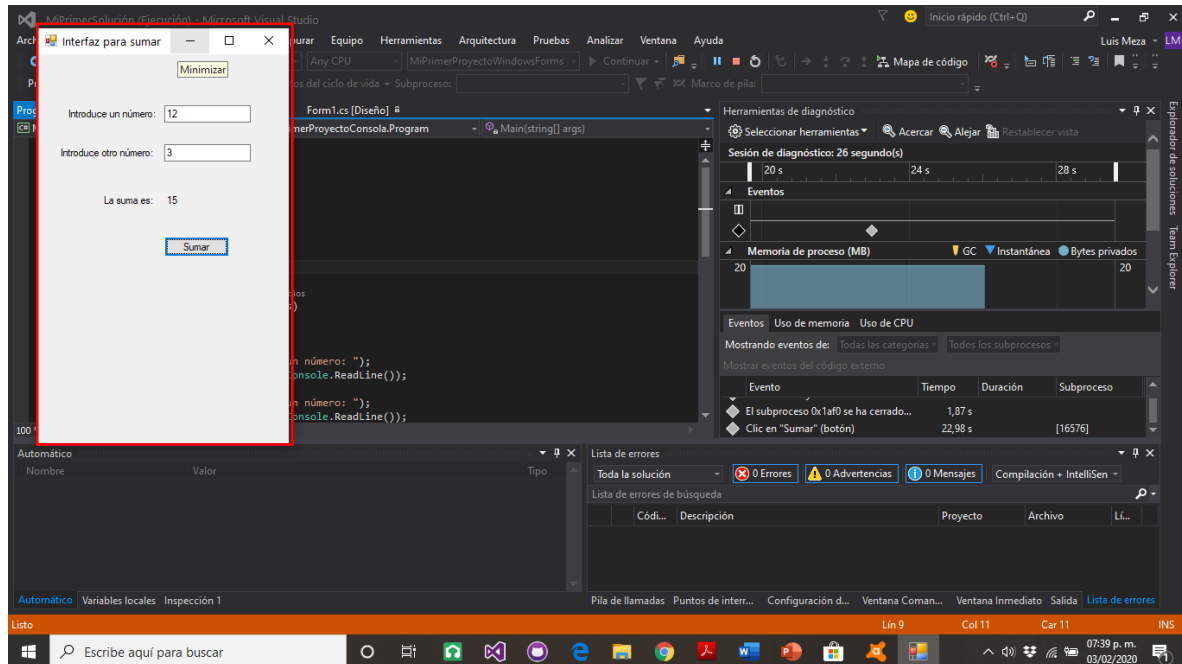 MiPrimerSolución (Ejecución) - Microsoft Visual Studio
Inicio rápido (Ctrl+Q)
Interfaz para sumar
Minimizar
Introduce un número: 12
Introduce otro número: 3
La suma es: 15
Sumar
Equipo Herramientas Arquitectura Pruebas Analizar Ventana Ayuda
Luis Meza LM
Any CPU MiPrimerProyectoWindowsForms Continuar Mapa de código
os del ciclo de vida Subproceso: Marco de pila:
Form1.cs [Diseño]
merProyectoConsola.Program Main(string[] args)
n número: ");
onsole.ReadLine());
n número: ");
onsole.ReadLine());
100
Herramientas de diagnóstico
Seleccionar herramientas Acercar Alejar Restablecer vista
Sesión de diagnóstico: 26 segundo(s)
20 s 24 s 28 s
Eventos
Memoria de proceso (MB) GC Instantánea Bytes privados
20 20
Eventos Uso de memoria Uso de CPU
Mostrando eventos de: Todas las categorías Todos los subprocesos
Mostrar eventos del código externo
Evento Tiempo Duración Subproceso
El subproceso 0x1af0 se ha cerrado... 1,87 s
Clic en "Sumar" (botón) 22,98 s [16576]
Explorador de soluciones
Team Explorer
Automático
Nombre Valor Tipo
Automático Variables locales Inspección 1
Lista de errores
Toda la solución 0 Errores 0 Advertencias 0 Mensajes Compilación + IntelliSen
Lista de errores de búsqueda
Códi... Descripción Proyecto Archivo Lí...
Pila de llamadas Puntos de interr... Configuración d... Ventana Coman... Ventana Inmediato Salida Lista de errores
Listo Lín 9 Col 11 Car 11 INS
Escribe aquí para buscar
07:39 p. m.
03/02/2020